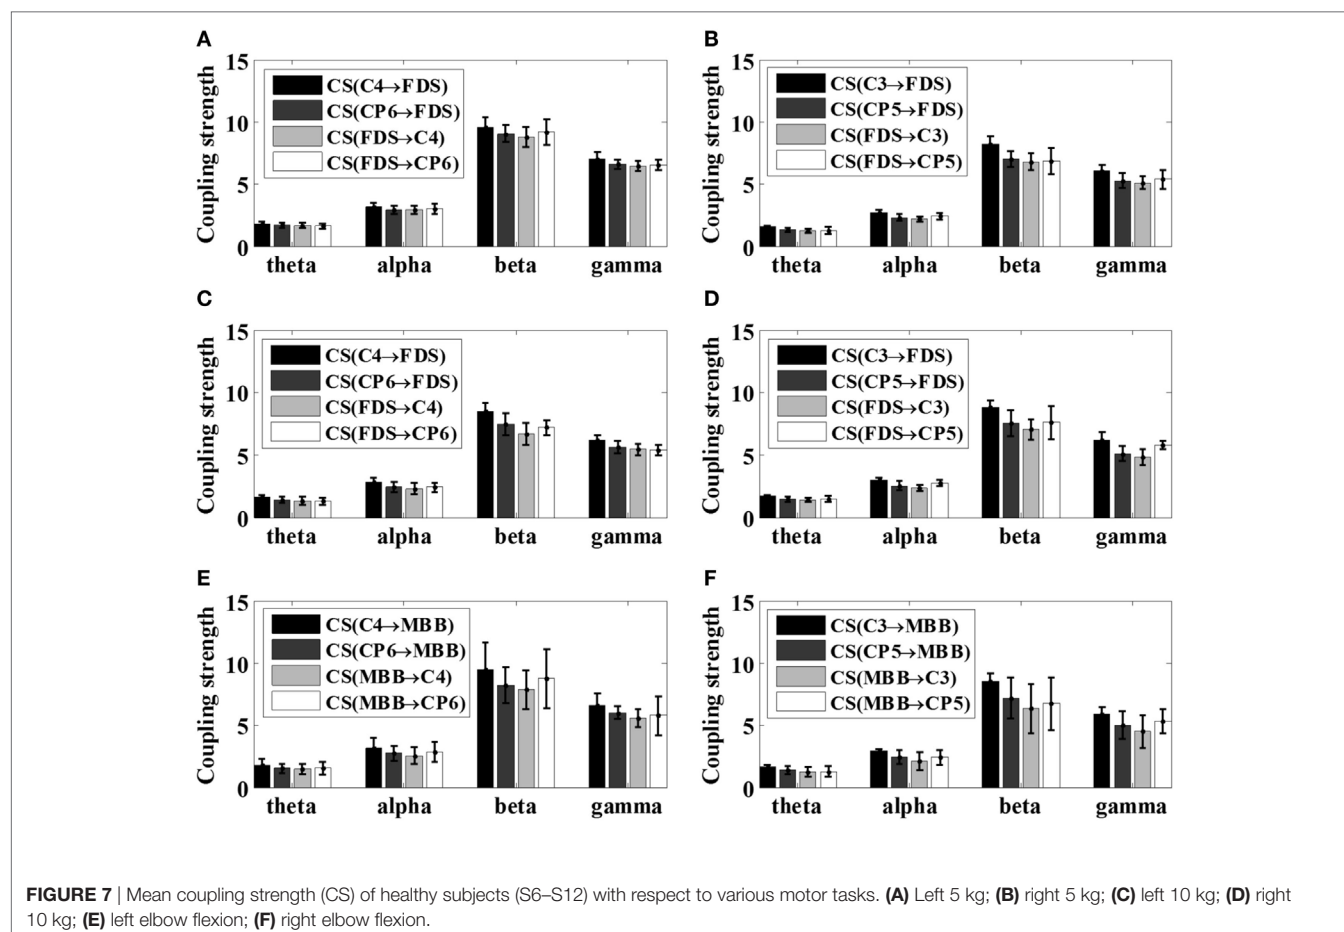 A
15
10
5
0
Coupling strength
CS(C4→FDS)
CS(CP6→FDS)
CS(FDS→C4)
CS(FDS→CP6)
theta alpha beta gamma
B
15
10
5
0
Coupling strength
CS(C3→FDS)
CS(CP5→FDS)
CS(FDS→C3)
CS(FDS→CP5)
theta alpha beta gamma
C
15
10
5
0
Coupling strength
CS(C4→FDS)
CS(CP6→FDS)
CS(FDS→C4)
CS(FDS→CP6)
theta alpha beta gamma
D
15
10
5
0
Coupling strength
CS(C3→FDS)
CS(CP5→FDS)
CS(FDS→C3)
CS(FDS→CP5)
theta alpha beta gamma
E
15
10
5
0
Coupling strength
CS(C4→MBB)
CS(CP6→MBB)
CS(MBB→C4)
CS(MBB→CP6)
theta alpha beta gamma
F
15
10
5
0
Coupling strength
CS(C3→MBB)
CS(CP5→MBB)
CS(MBB→C3)
CS(MBB→CP5)
theta alpha beta gamma
FIGURE 7 | Mean coupling strength (CS) of healthy subjects (S6–S12) with respect to various motor tasks. (A) Left 5 kg; (B) right 5 kg; (C) left 10 kg; (D) right
10 kg; (E) left elbow flexion; (F) right elbow flexion.